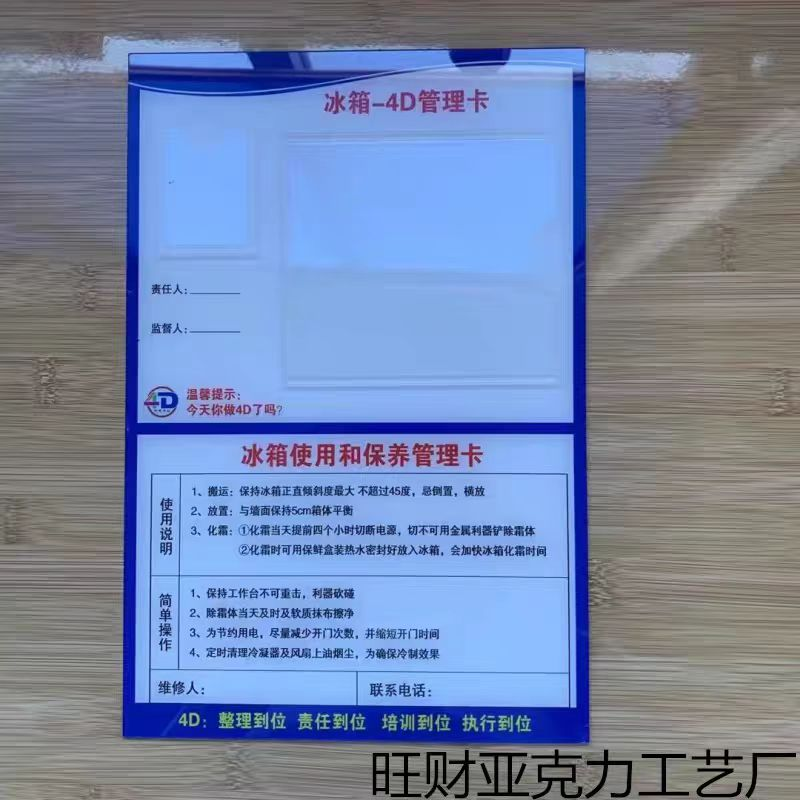 冰箱-4D管理卡
责任人：
监督人：
4D
温馨提示：
今天你做4D了吗?
冰箱使用和保养管理卡
使用说明
1、搬运：保持冰箱正直倾斜度最大 不超过45度，忌倒置，横放
2、放置：与墙面保持5cm箱体平衡
3、化霜：①化霜当天提前四个小时切断电源，切不可用金属利器铲除霜体
②化霜时可用保鲜盒装热水密封好放入冰箱，会加快冰箱化霜时间
简单操作
1、保持工作台不可重击，利器砍碰
2、除霜体当天及时及软质抹布擦净
3、为节约用电，尽量减少开门次数，并缩短开门时间
4、定时清理冷凝器及风扇上油烟尘，为确保冷制效果
维修人：
联系电话：
4D：整理到位 责任到位 培训到位 执行到位
旺财亚克力工艺厂